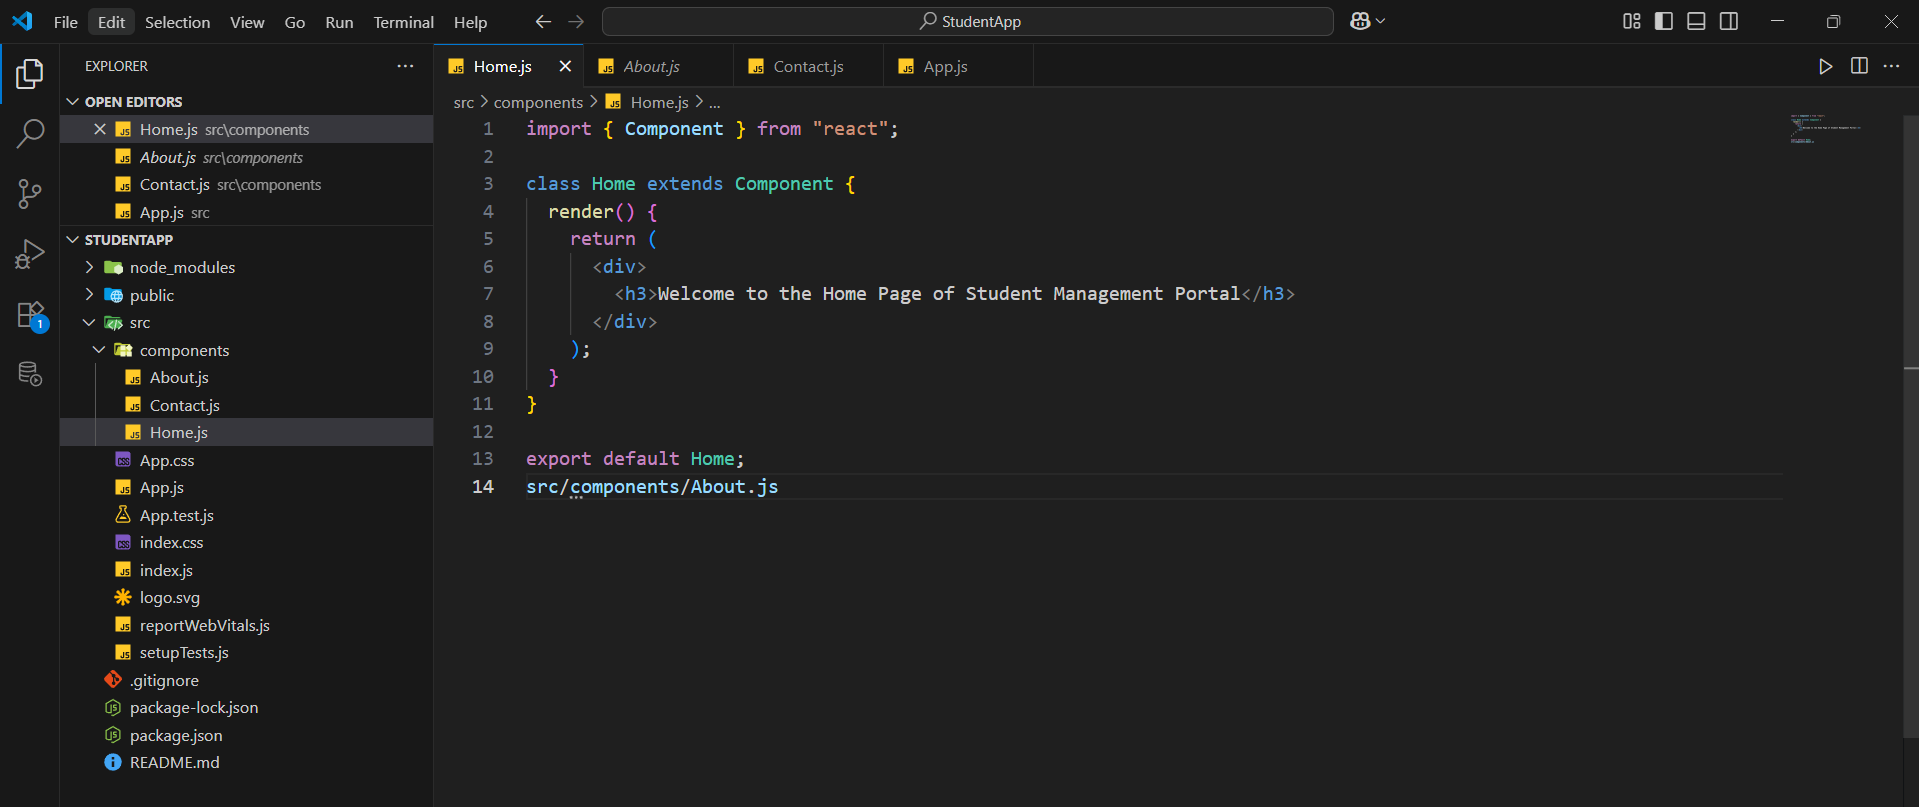 File Edit Selection View Go Run Terminal Help
StudentApp
EXPLORER
OPEN EDITORS
Home.js src\components
About.js src\components
Contact.js src\components
App.js src
STUDENTAPP
node_modules
public
src
components
About.js
Contact.js
Home.js
App.css
App.js
App.test.js
index.css
index.js
logo.svg
reportWebVitals.js
setupTests.js
.gitignore
package-lock.json
package.json
README.md
1
Home.js About.js Contact.js App.js
src > components > Home.js > ...
1 import { Component } from "react";
2
3 class Home extends Component {
4 render() {
5 return (
6 <div>
7 <h3>Welcome to the Home Page of Student Management Portal</h3>
8 </div>
9 );
10 }
11 }
12
13 export default Home;
14 src/components/About.js